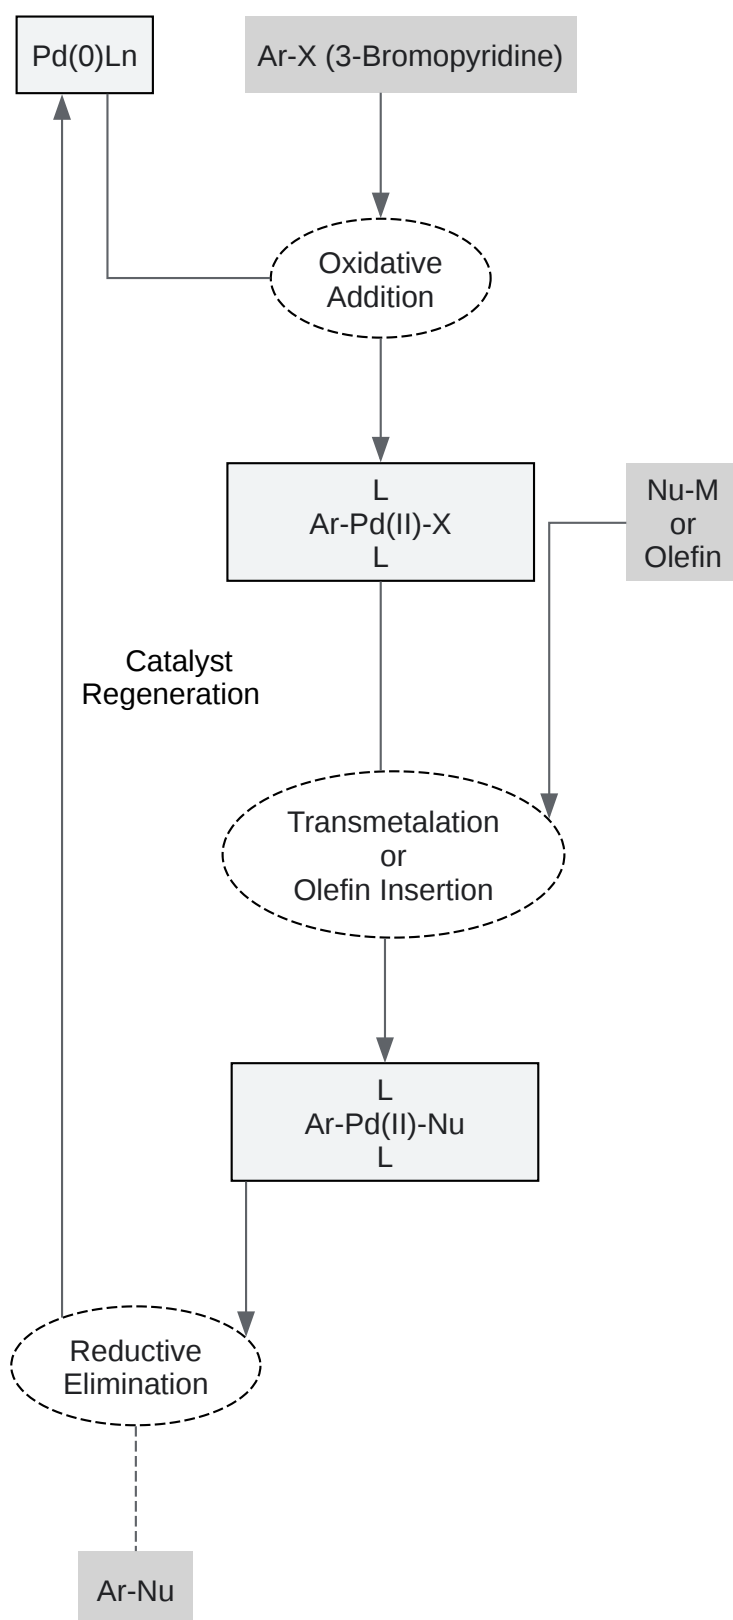 Pd(0)Ln
Ar-X (3-Bromopyridine)
Oxidative
Addition
L
Ar-Pd(II)-X
L
Nu-M
or
Olefin
Catalyst
Regeneration
Transmetalation
or
Olefin Insertion
L
Ar-Pd(II)-Nu
L
Reductive
Elimination
Ar-Nu